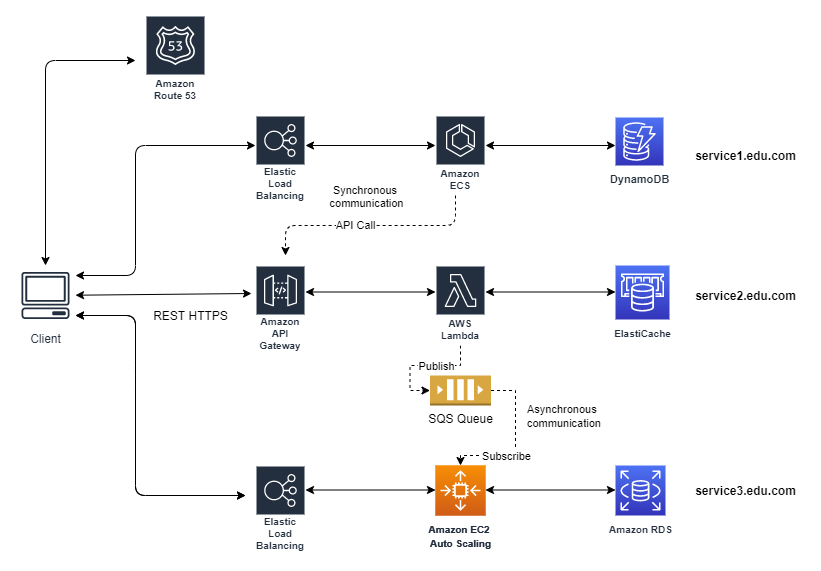 53
Amazon
Route 53
Elastic
Load
Balancing
Amazon
ECS
DynamoDB
service1.edu.com
Synchronous
communication
API Call
Client
REST HTTPS
</>
Amazon
API
Gateway
AWS
Lambda
ElastiCache
service2.edu.com
Publish
SQS Queue
Asynchronous
communication
Subscribe
Elastic
Load
Balancing
Amazon EC2
Auto Scaling
Amazon RDS
service3.edu.com